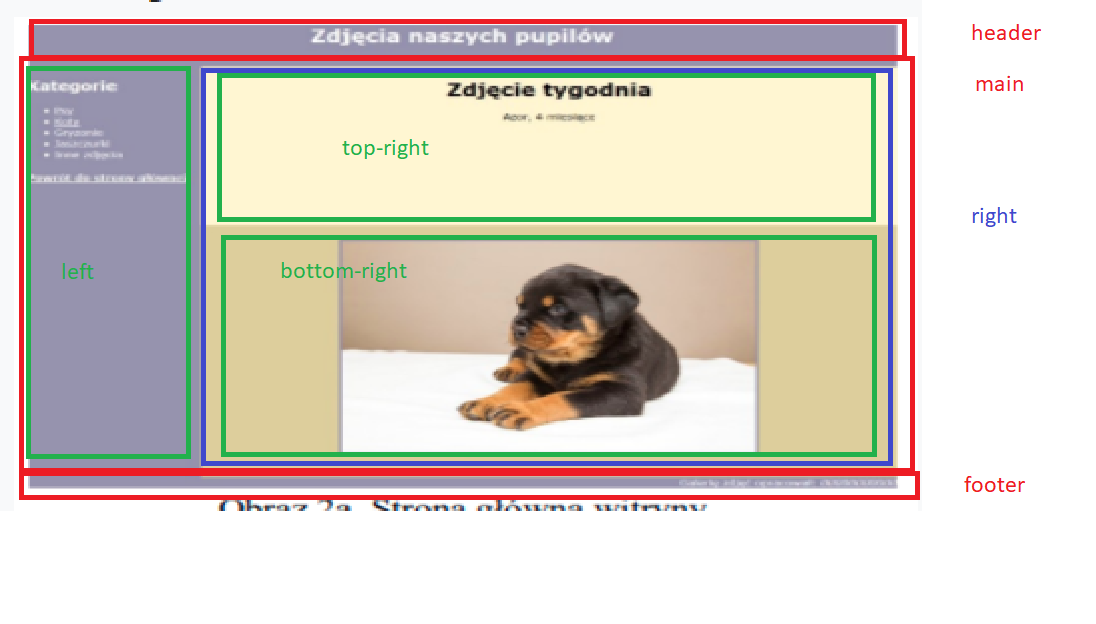 Zdjęcia naszych pupilów
header
main
Kategorie
Psy
Koty
Gryzonie
Jaszczurki
Inne zdjęcia
Powrót do strony głównej
Zdjęcie tygodnia
Azor, 4 miesiące
top-right
right
left
bottom-right
Galerię zdjęć opracował:
footer
Obraz 2a. Strona główna witryny